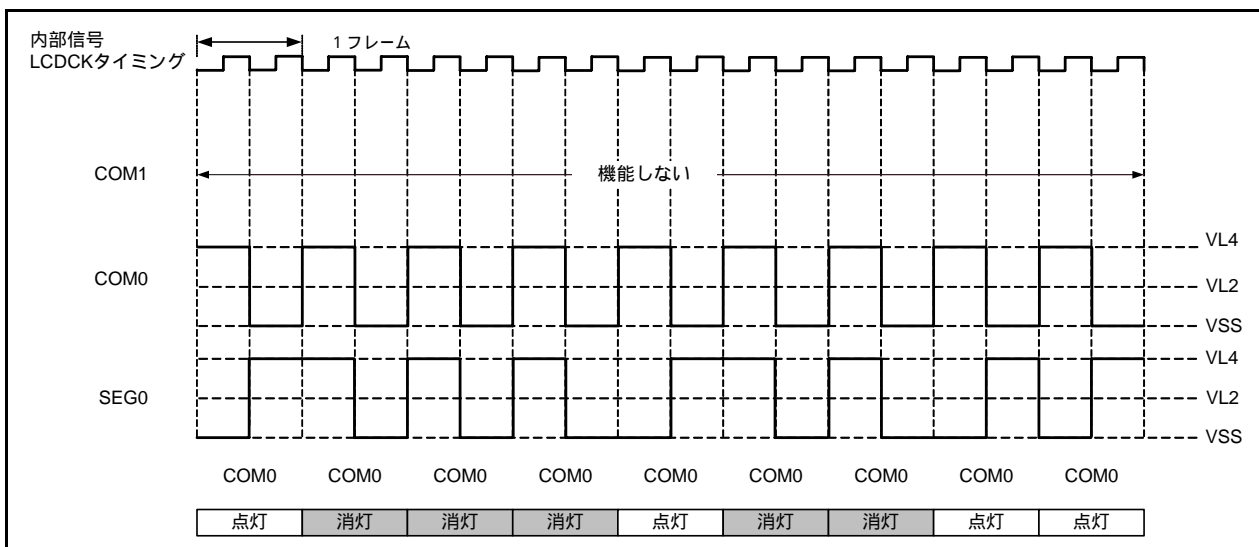 内部信号
LCDCKタイミング
1フレーム
COM1
機能しない
COM0
VL4
VL2
VSS
SEG0
VL4
VL2
VSS
COM0 COM0 COM0 COM0 COM0 COM0 COM0 COM0 COM0
点灯 消灯 消灯 消灯 点灯 消灯 消灯 点灯 点灯